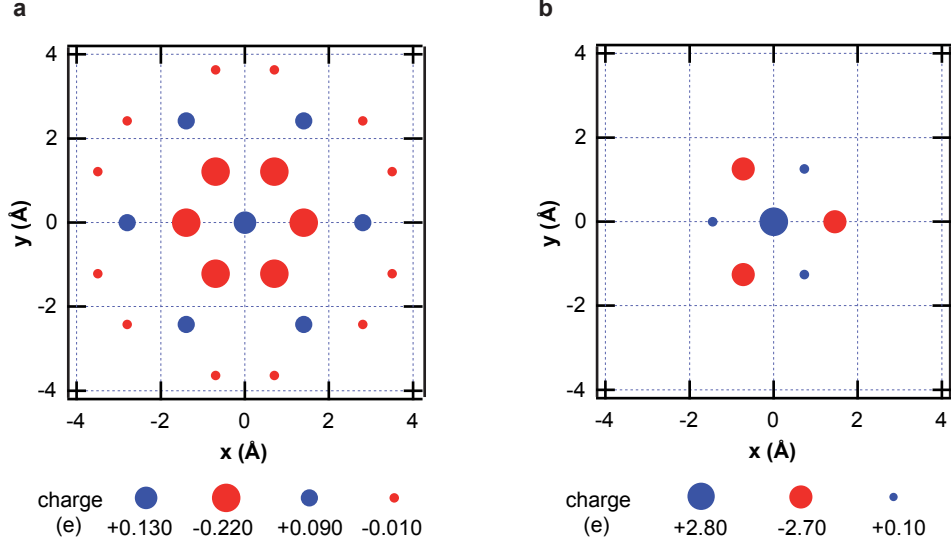 a
4
2
0
-2
-4
y (Å)
-4 -2 0 2 4
x (Å)
charge
(e) +0.130 -0.220 +0.090 -0.010
b
4
2
0
-2
-4
y (Å)
-4 -2 0 2 4
x (Å)
charge
(e) +2.80 -2.70 +0.10